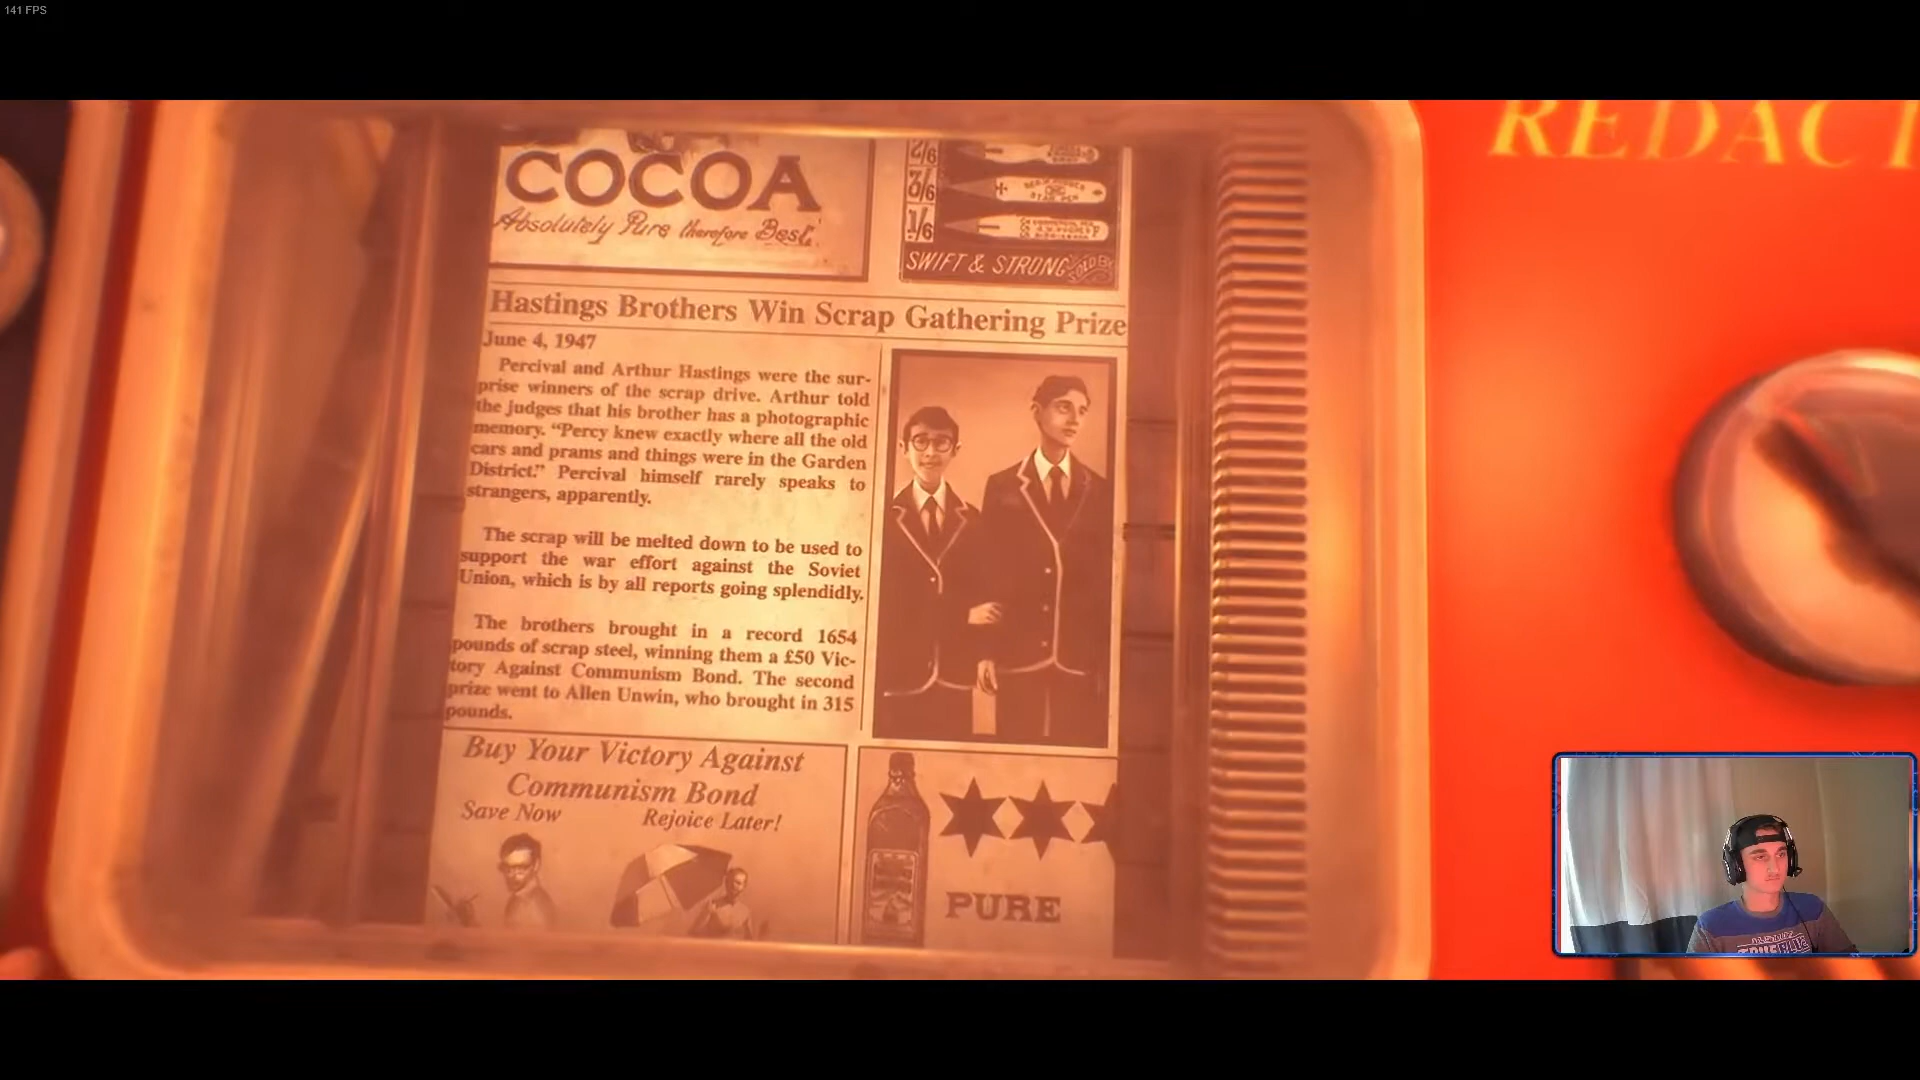 141 FPS
REDACT
COCOA
Absolutely Pure therefore Best.
2/6
3/6
1/6
SWIFT & STRONG SOLD BY
Hastings Brothers Win Scrap Gathering Prize
June 4, 1947
Percival and Arthur Hastings were the sur-
prise winners of the scrap drive. Arthur told
the judges that his brother has a photographic
memory. “Percy knew exactly where all the old
cars and prams and things were in the Garden
District.” Percival himself rarely speaks to
strangers, apparently.
The scrap will be melted down to be used to
support the war effort against the Soviet
Union, which is by all reports going splendidly.
The brothers brought in a record 1654
pounds of scrap steel, winning them a £50 Vic-
tory Against Communism Bond. The second
prize went to Allen Unwin, who brought in 315
pounds.
Buy Your Victory Against
Communism Bond
Save Now
Rejoice Later!
PURE